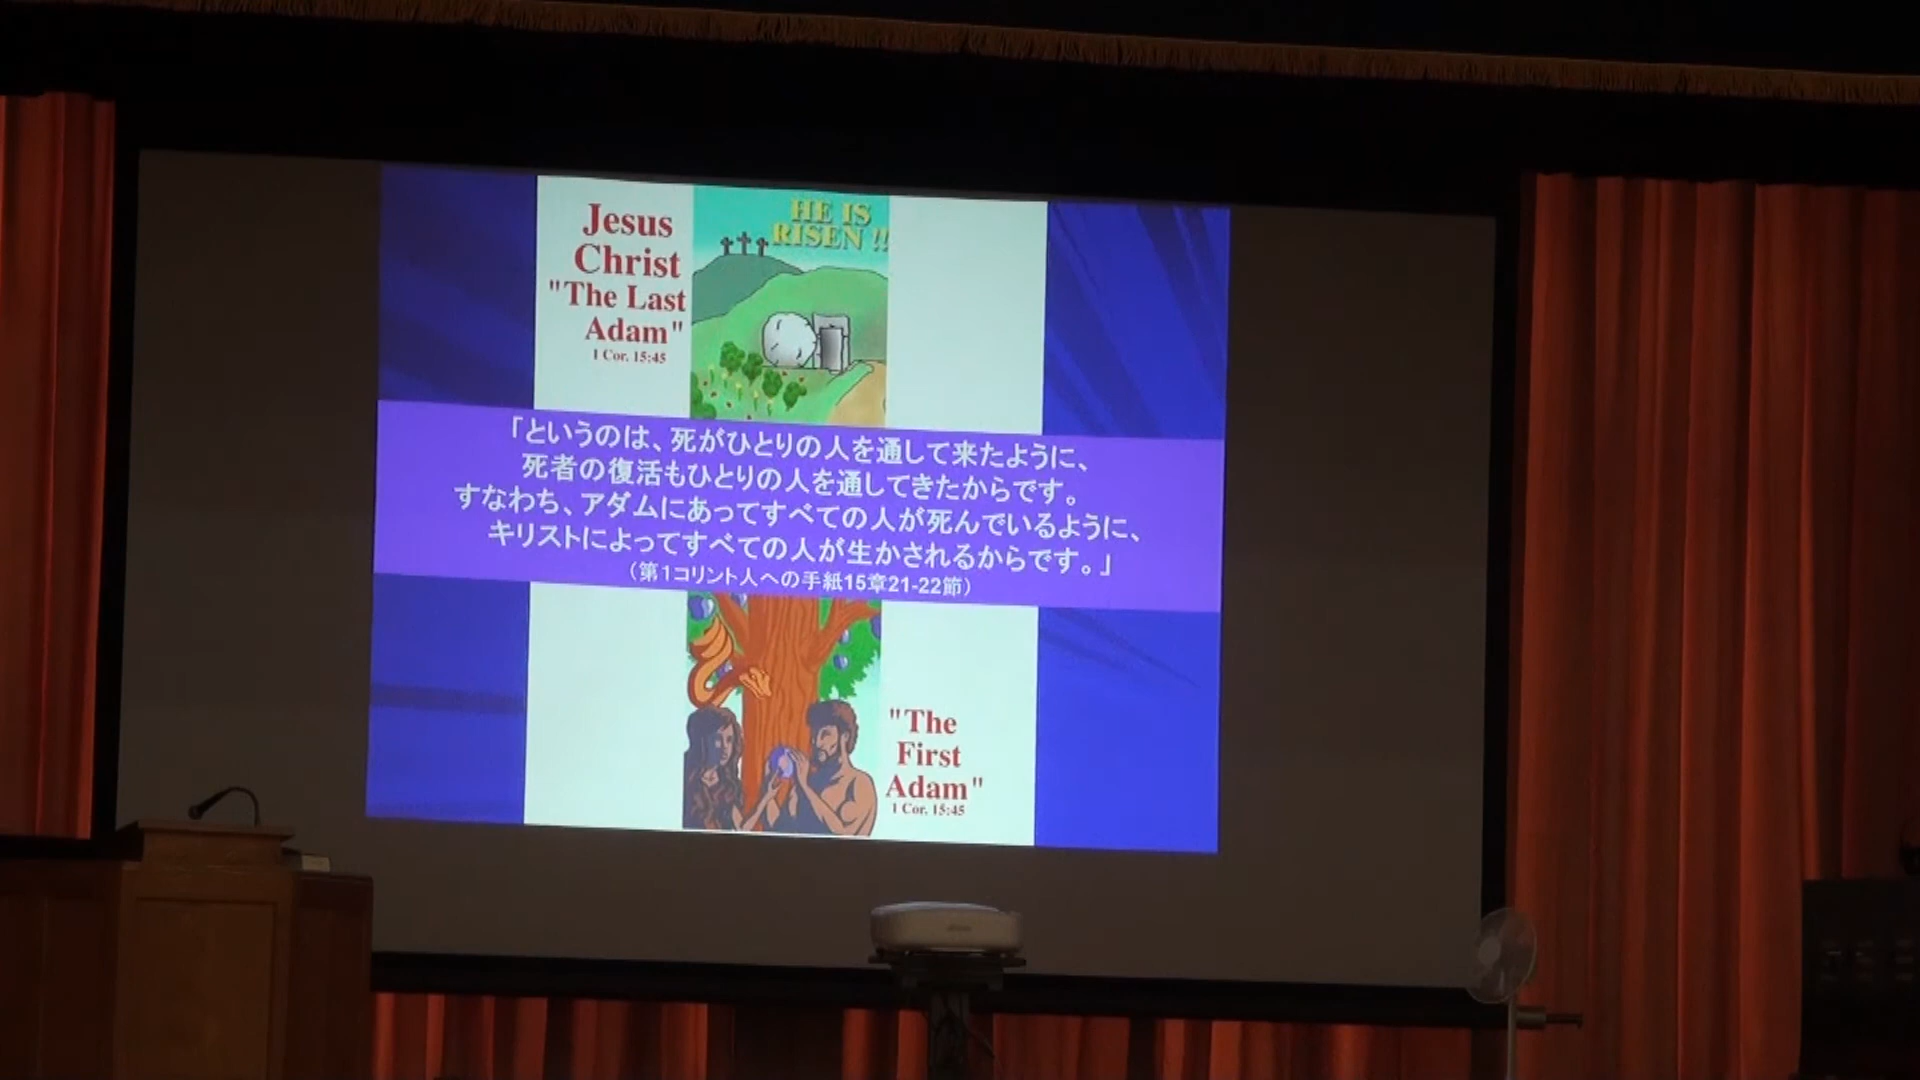 HE IS
RISEN !!
Jesus
Christ
"The Last
Adam"
1 Cor. 15:45
「というのは、死がひとりの人を通して来たように、
死者の復活もひとりの人を通してきたからです。
すなわち、アダムにあってすべての人が死んでいるように、
キリストによってすべての人が生かされるからです。」
（第1コリント人への手紙15章21-22節）
"The
First
Adam"
1 Cor. 15:45